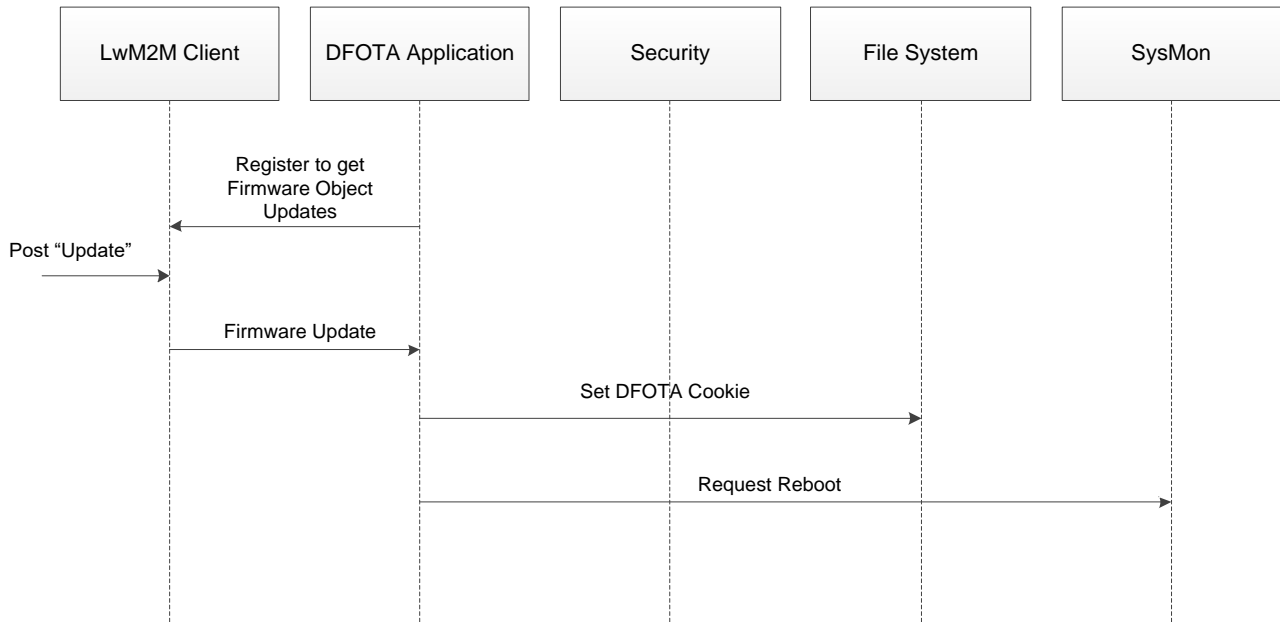 LwM2M Client
DFOTA Application
Security
File System
SysMon
Register to get
Firmware Object
Updates
Post “Update”
Firmware Update
Set DFOTA Cookie
Request Reboot